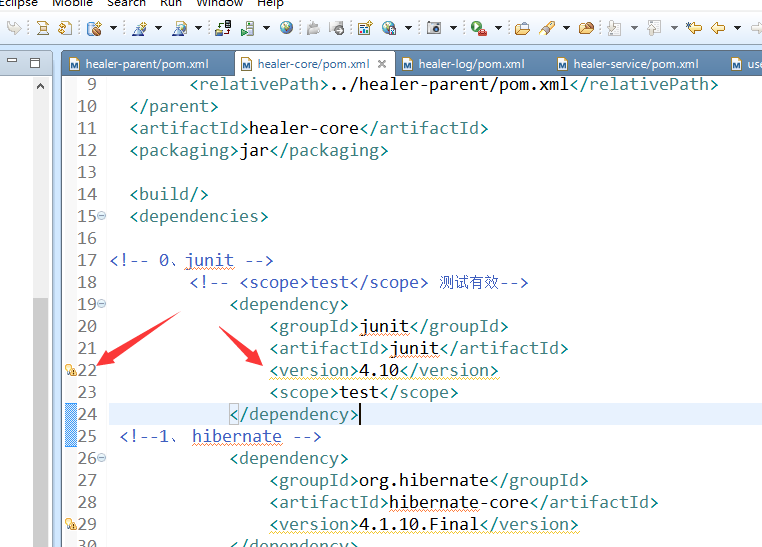 Eclipse Mobile Search Run Window Help
healer-parent/pom.xml healer-core/pom.xml healer-log/pom.xml healer-service/pom.xml use
9 <relativePath>../healer-parent/pom.xml</relativePath>
10 </parent>
11 <artifactId>healer-core</artifactId>
12 <packaging>jar</packaging>
13
14 <build/>
15 <dependencies>
16
17 <!-- 0、junit -->
18 <!-- <scope>test</scope> 测试有效-->
19 <dependency>
20 <groupId>junit</groupId>
21 <artifactId>junit</artifactId>
22 <version>4.10</version>
23 <scope>test</scope>
24 </dependency>
25 <!--1、 hibernate -->
26 <dependency>
27 <groupId>org.hibernate</groupId>
28 <artifactId>hibernate-core</artifactId>
29 <version>4.1.10.Final</version>
30 </dependency>